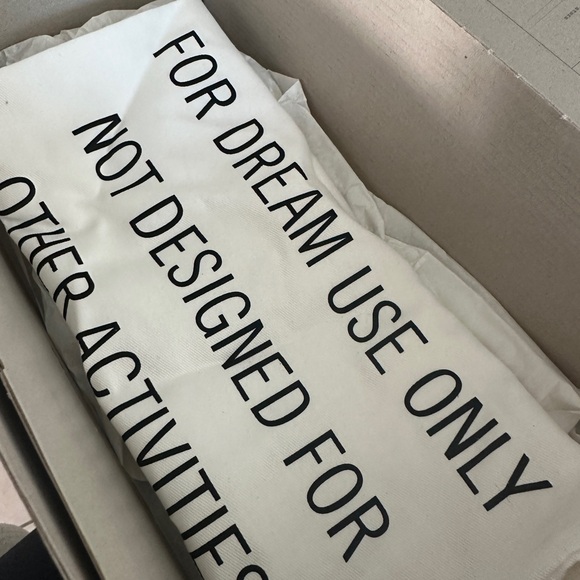 FOR DREAM USE ONLY
NOT DESIGNED FOR
OTHER ACTIVITIES